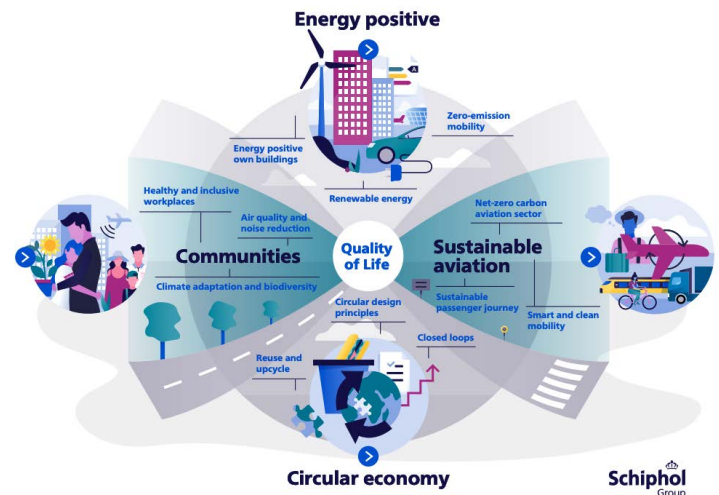 Energy positive
A
Zero-emission
mobility
Energy positive
own buildings
Renewable energy
Healthy and inclusive
workplaces
Air quality and
noise reduction
Communities
Climate adaptation and biodiversity
Quality
of Life
Net-zero carbon
aviation sector
Sustainable
aviation
Sustainable
passenger journey
Smart and clean
mobility
Circular design
principles
Closed loops
Reuse and
upcycle
Circular economy
Schiphol
Group